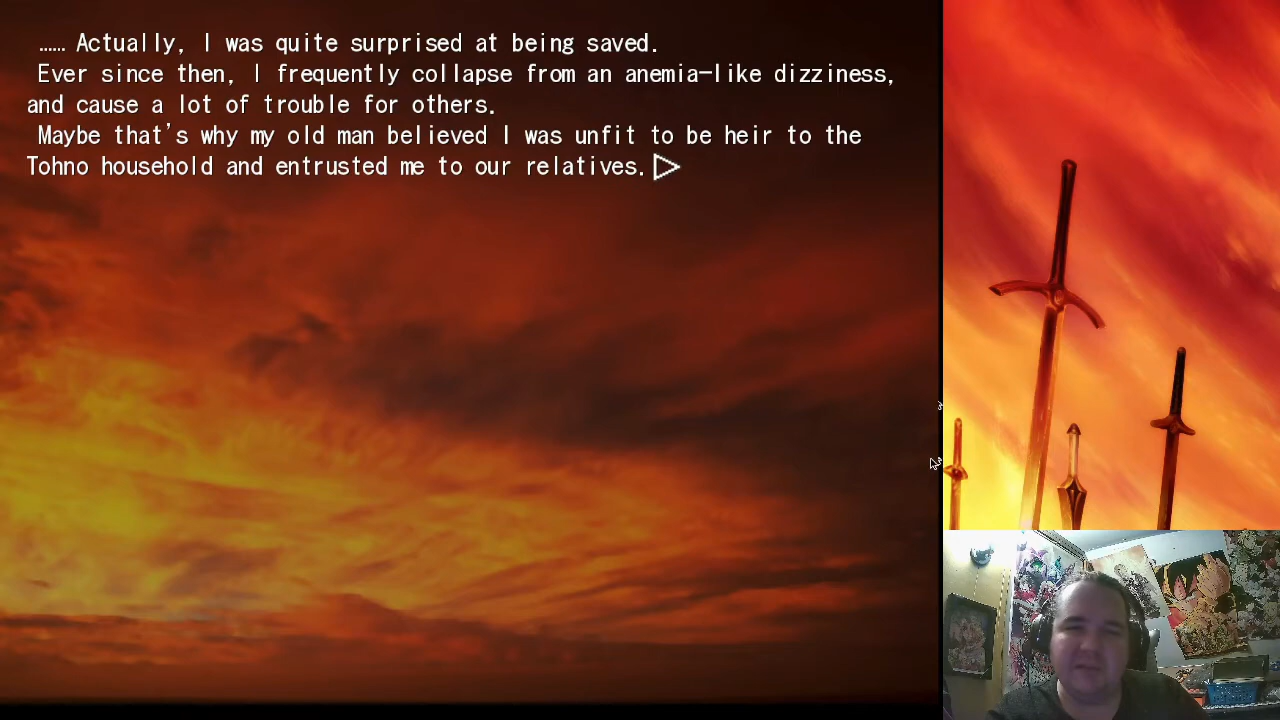 …… Actually, I was quite surprised at being saved.
Ever since then, I frequently collapse from an anemia-like dizziness,
and cause a lot of trouble for others.
Maybe that's why my old man believed I was unfit to be heir to the
Tohno household and entrusted me to our relatives.